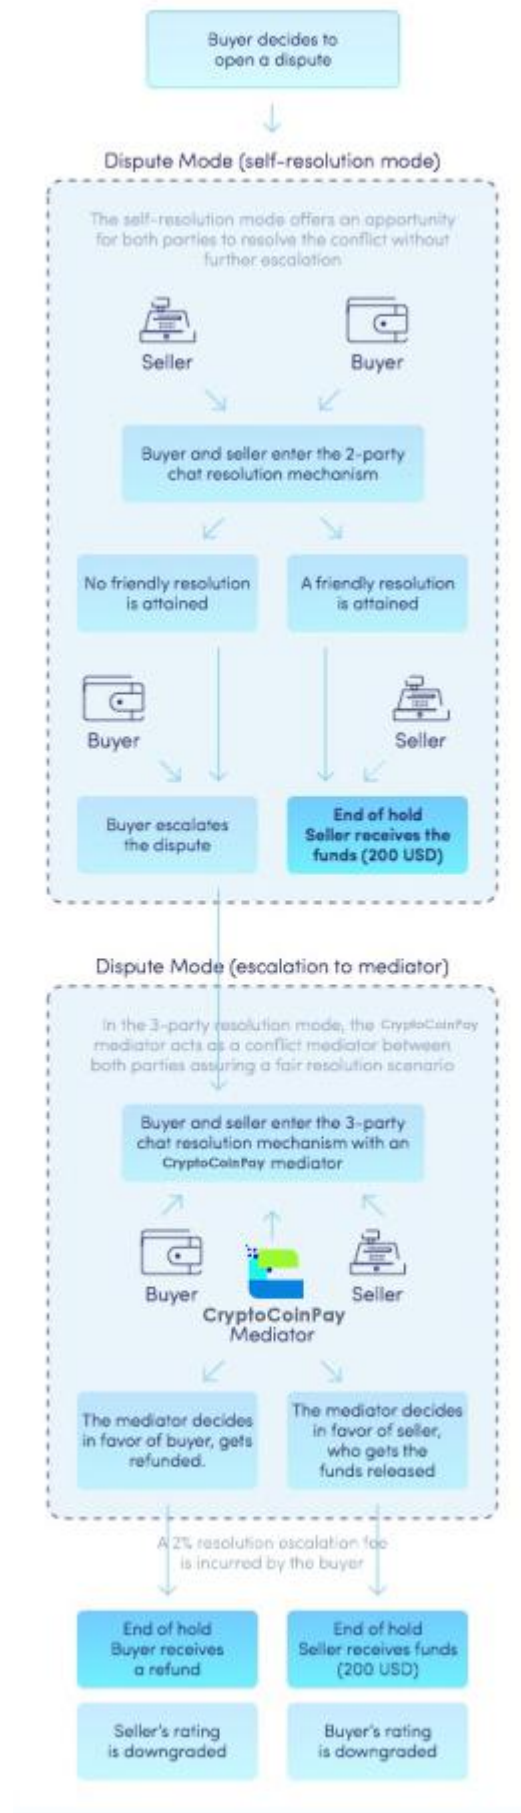 Buyer decides to
open a dispute
Dispute Mode (self-resolution mode)
The self-resolution mode offers an opportunity
for both parties to resolve the conflict without
further escalation
Seller
Buyer
Buyer and seller enter the 2-party
chat resolution mechanism
No friendly resolution
is attained
A friendly resolution
is attained
Buyer
Seller
Buyer escalates
the dispute
End of hold
Seller receives the
funds (200 USD)
Dispute Mode (escalation to mediator)
In the 3-party resolution mode, the CryptoCoinPay
mediator acts as a conflict mediator between
both parties assuring a fair resolution scenario
Buyer and seller enter the 3-party
chat resolution mechanism with an
CryptoCoinPay mediator
Buyer
Seller
CryptoCoinPay
Mediator
The mediator decides
in favor of buyer, gets
refunded.
The mediator decides
in favor of seller,
who gets the
funds released
A 2% resolution escalation fee
is incurred by the buyer
End of hold
Buyer receives
a refund
End of hold
Seller receives funds
(200 USD)
Seller's rating
is downgraded
Buyer's rating
is downgraded